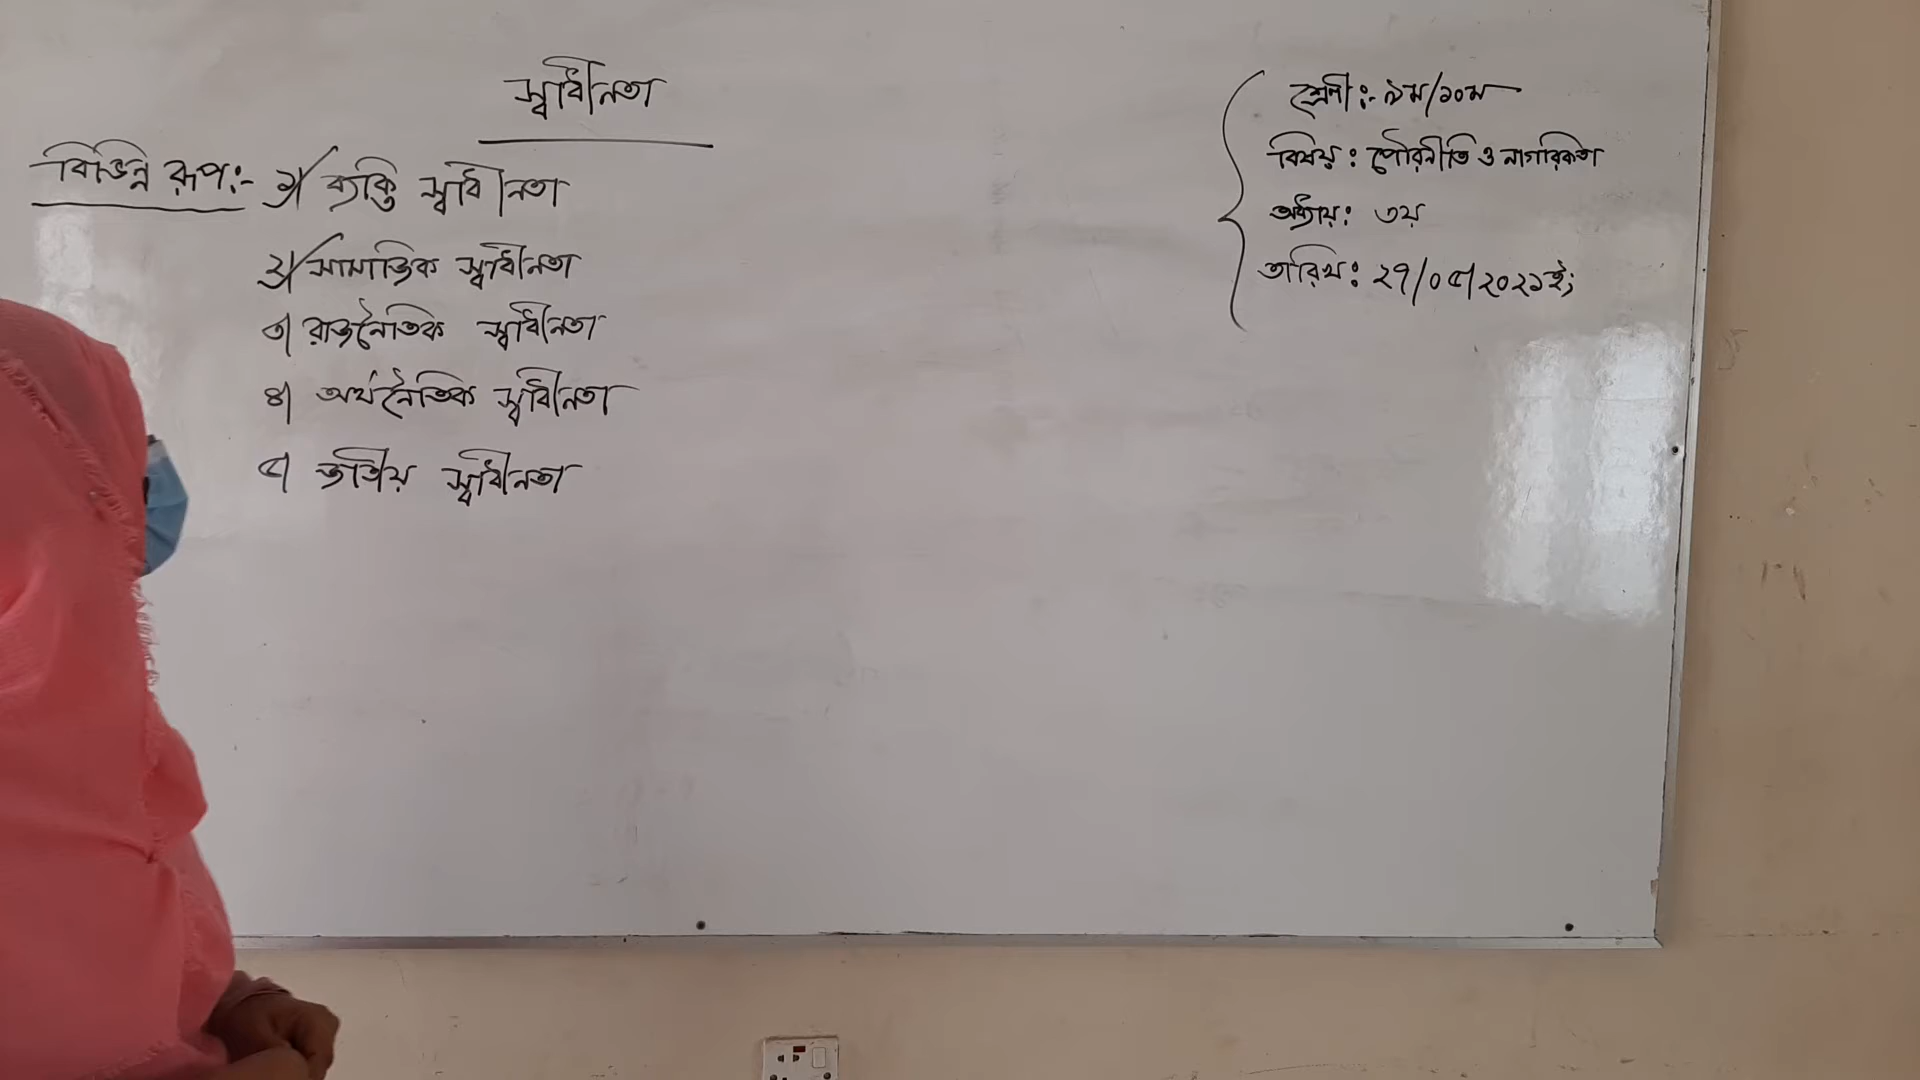 স্বাধীনতা
বিভিন্ন রূপ:- ১) ব্যক্তি স্বাধীনতা
২) সামাজিক স্বাধীনতা
৩) রাজনৈতিক স্বাধীনতা
৪) অর্থনৈতিক স্বাধীনতা
৫) জাতীয় স্বাধীনতা
শ্রেণী:- ৯ম/১০ম
বিষয়: পৌরনীতি ও নাগরিকতা
অধ্যায়: ৩য়
তারিখ: ২৭/০৫/২০২১ইং